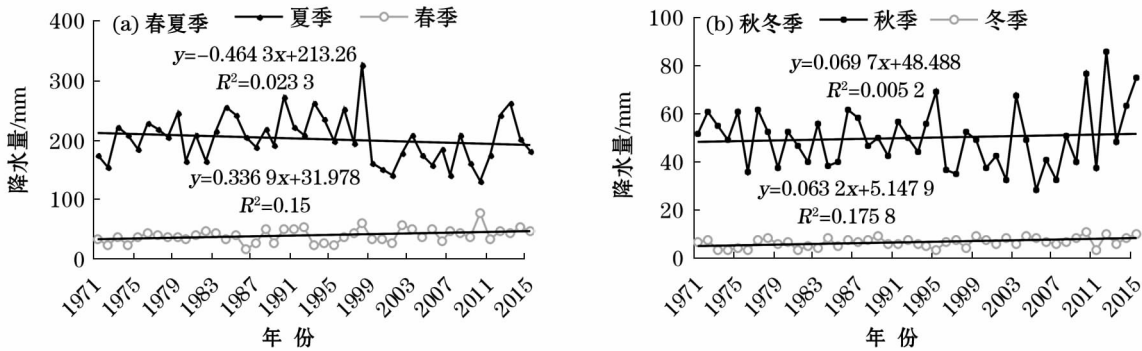 (a) 春夏季 夏季 春季
400
300
200
100
0
降水量/mm
y=-0.464 3x+213.26
R²=0.023 3
y=0.336 9x+31.978
R²=0.15
1971 1975 1979 1983 1987 1991 1995 1999 2003 2007 2011 2015
年 份
(b) 秋冬季 秋季 冬季
100
80
60
40
20
0
降水量/mm
y=0.069 7x+48.488
R²=0.005 2
y=0.063 2x+5.147 9
R²=0.175 8
1971 1975 1979 1983 1987 1991 1995 1999 2003 2007 2011 2015
年 份